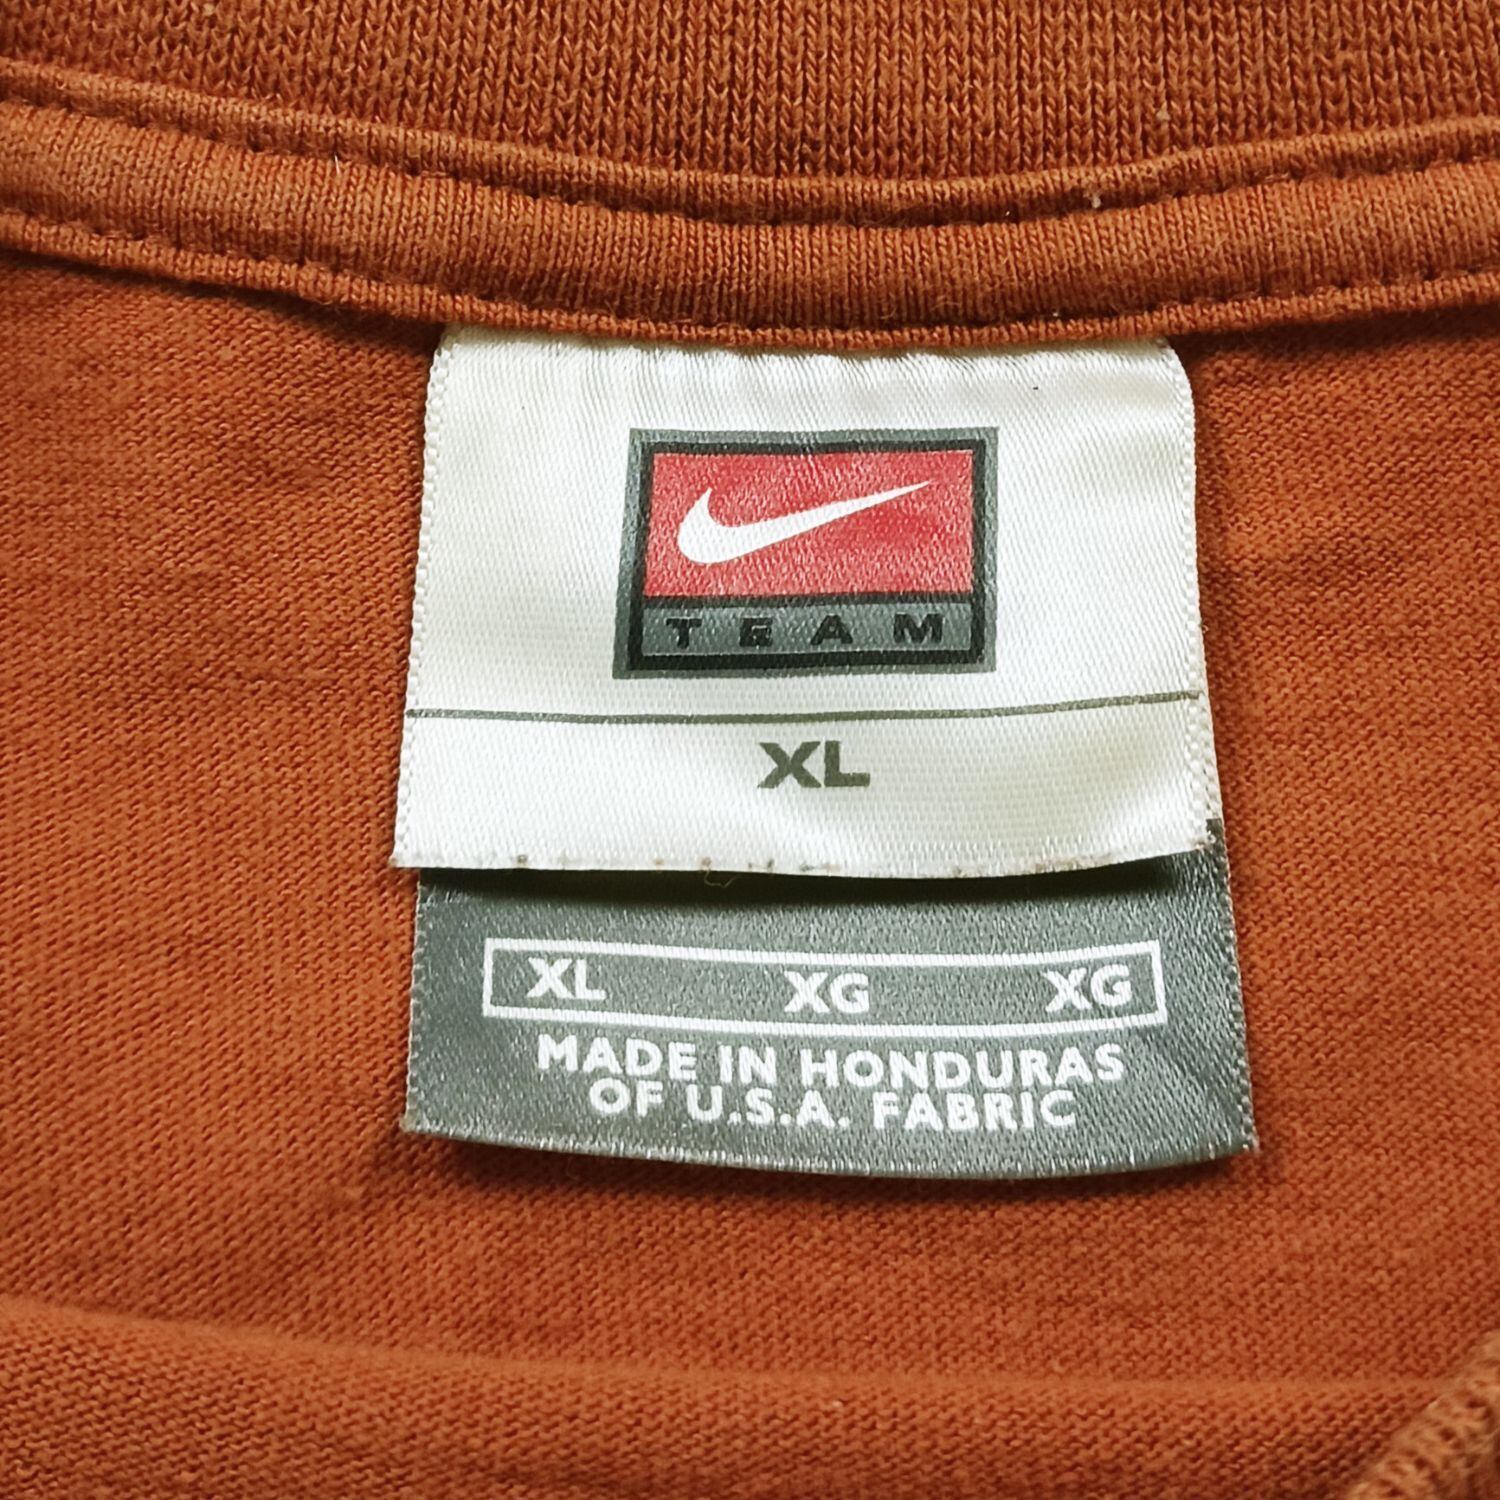 TEAM
XL
XL XG XG
MADE IN HONDURAS
OF U.S.A. FABRIC